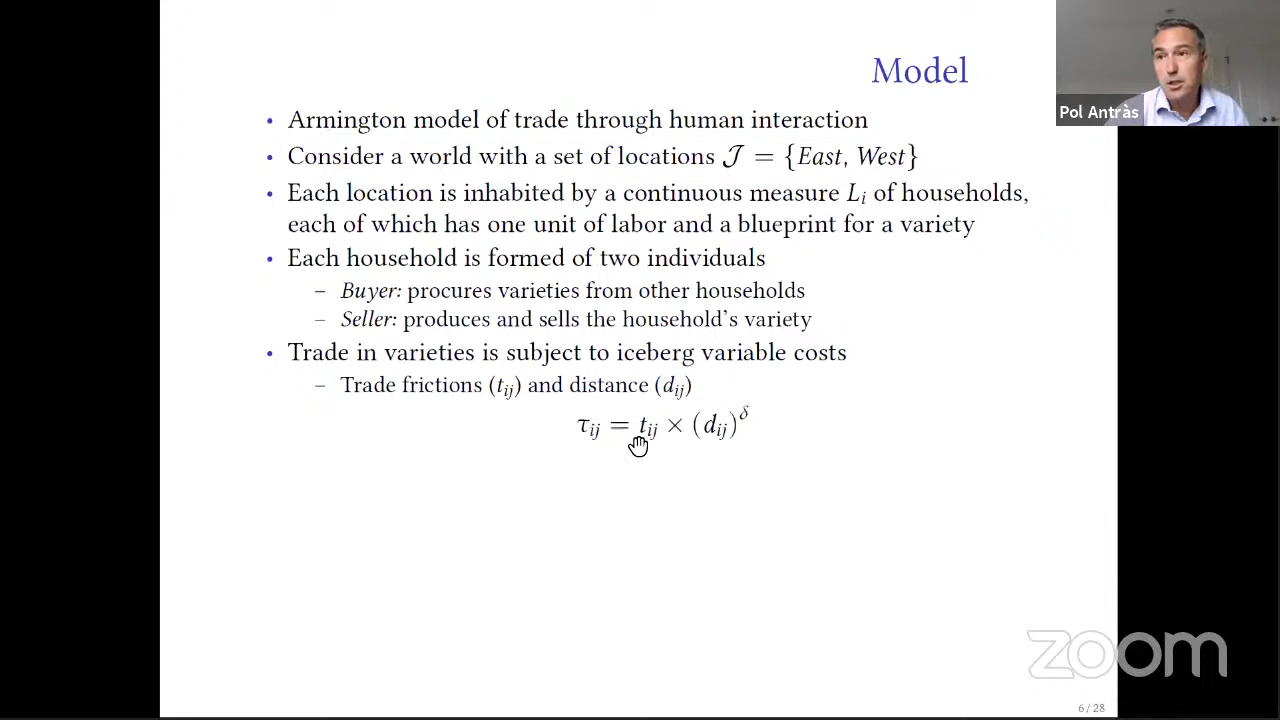 Model
Pol Antràs
• Armington model of trade through human interaction
• Consider a world with a set of locations 𝒥 = {East, West}
• Each location is inhabited by a continuous measure Lᵢ of households,
each of which has one unit of labor and a blueprint for a variety
• Each household is formed of two individuals
– Buyer: procures varieties from other households
– Seller: produces and sells the household's variety
• Trade in varieties is subject to iceberg variable costs
– Trade frictions (tᵢⱼ) and distance (dᵢⱼ)
τᵢⱼ = tᵢⱼ × (dᵢⱼ)^δ
zoom
6 / 28